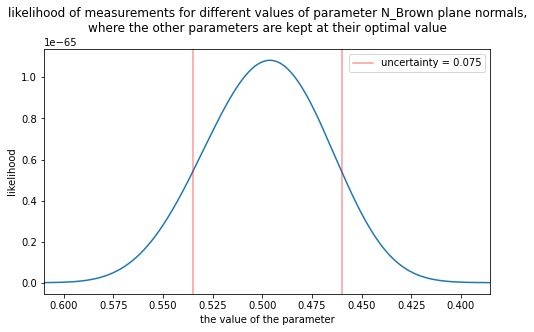 likelihood of measurements for different values of parameter N_Brown plane normals,
where the other parameters are kept at their optimal value
1e−65
uncertainty = 0.075
1.0
0.8
0.6
0.4
0.2
0.0
likelihood
0.600 0.575 0.550 0.525 0.500 0.475 0.450 0.425 0.400
the value of the parameter